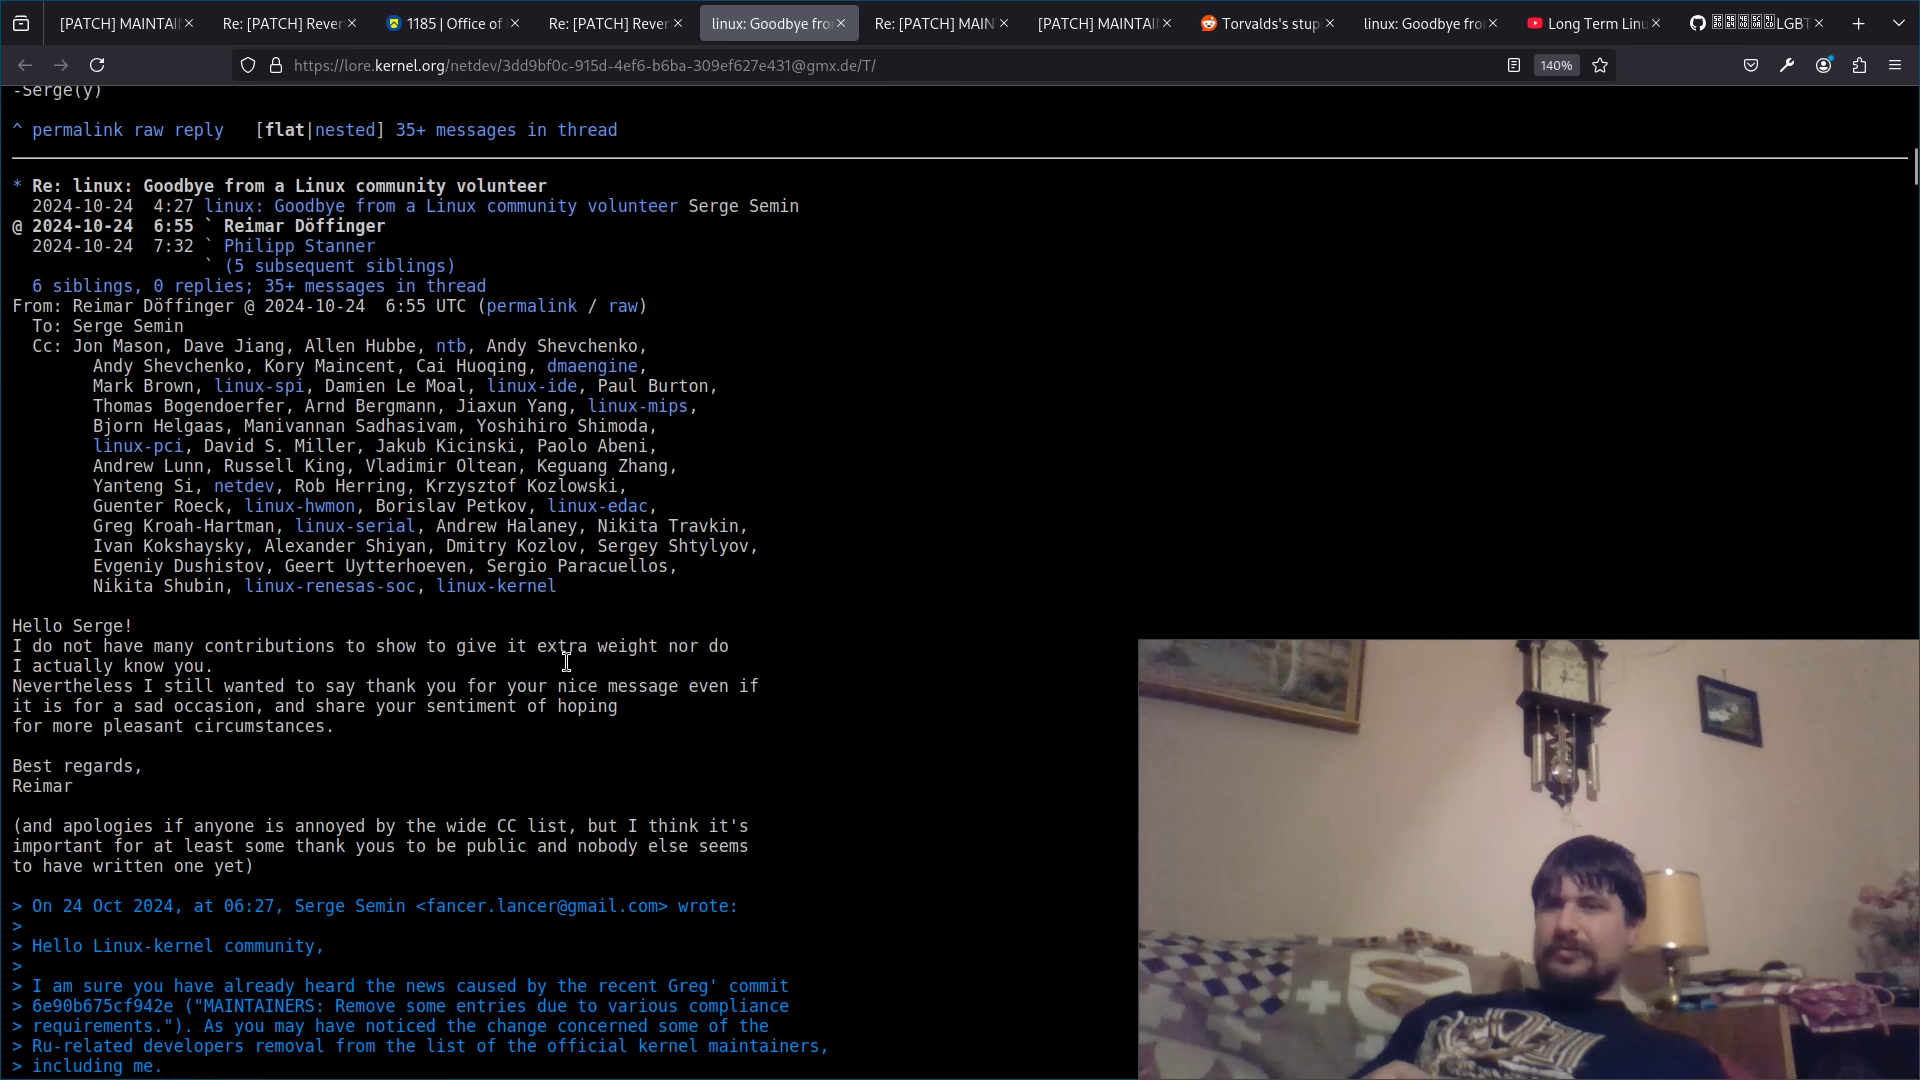 [PATCH] MAINTAI
Re: [PATCH] Rever
1185 | Office of
Re: [PATCH] Rever
linux: Goodbye fro
Re: [PATCH] MAIN
[PATCH] MAINTAI
Torvalds's stup
linux: Goodbye fro
Long Term Linu
LGBT
https://lore.kernel.org/netdev/3dd9bf0c-915d-4ef6-b6ba-309ef627e431@gmx.de/T/
140%
-Serge(y)
^ permalink raw reply [flat|nested] 35+ messages in thread
* Re: linux: Goodbye from a Linux community volunteer
2024-10-24 4:27 linux: Goodbye from a Linux community volunteer Serge Semin
@ 2024-10-24 6:55 ` Reimar Döffinger
2024-10-24 7:32 ` Philipp Stanner
` (5 subsequent siblings)
6 siblings, 0 replies; 35+ messages in thread
From: Reimar Döffinger @ 2024-10-24 6:55 UTC (permalink / raw)
To: Serge Semin
Cc: Jon Mason, Dave Jiang, Allen Hubbe, ntb, Andy Shevchenko,
Andy Shevchenko, Kory Maincent, Cai Huoqing, dmaengine,
Mark Brown, linux-spi, Damien Le Moal, linux-ide, Paul Burton,
Thomas Bogendoerfer, Arnd Bergmann, Jiaxun Yang, linux-mips,
Bjorn Helgaas, Manivannan Sadhasivam, Yoshihiro Shimoda,
linux-pci, David S. Miller, Jakub Kicinski, Paolo Abeni,
Andrew Lunn, Russell King, Vladimir Oltean, Keguang Zhang,
Yanteng Si, netdev, Rob Herring, Krzysztof Kozlowski,
Guenter Roeck, linux-hwmon, Borislav Petkov, linux-edac,
Greg Kroah-Hartman, linux-serial, Andrew Halaney, Nikita Travkin,
Ivan Kokshaysky, Alexander Shiyan, Dmitry Kozlov, Sergey Shtylyov,
Evgeniy Dushistov, Geert Uytterhoeven, Sergio Paracuellos,
Nikita Shubin, linux-renesas-soc, linux-kernel
Hello Serge!
I do not have many contributions to show to give it extra weight nor do
I actually know you.
Nevertheless I still wanted to say thank you for your nice message even if
it is for a sad occasion, and share your sentiment of hoping
for more pleasant circumstances.
Best regards,
Reimar
(and apologies if anyone is annoyed by the wide CC list, but I think it's
important for at least some thank yous to be public and nobody else seems
to have written one yet)
> On 24 Oct 2024, at 06:27, Serge Semin <fancer.lancer@gmail.com> wrote:
>
> Hello Linux-kernel community,
>
> I am sure you have already heard the news caused by the recent Greg' commit
> 6e90b675cf942e ("MAINTAINERS: Remove some entries due to various compliance
> requirements."). As you may have noticed the change concerned some of the
> Ru-related developers removal from the list of the official kernel maintainers,
> including me.